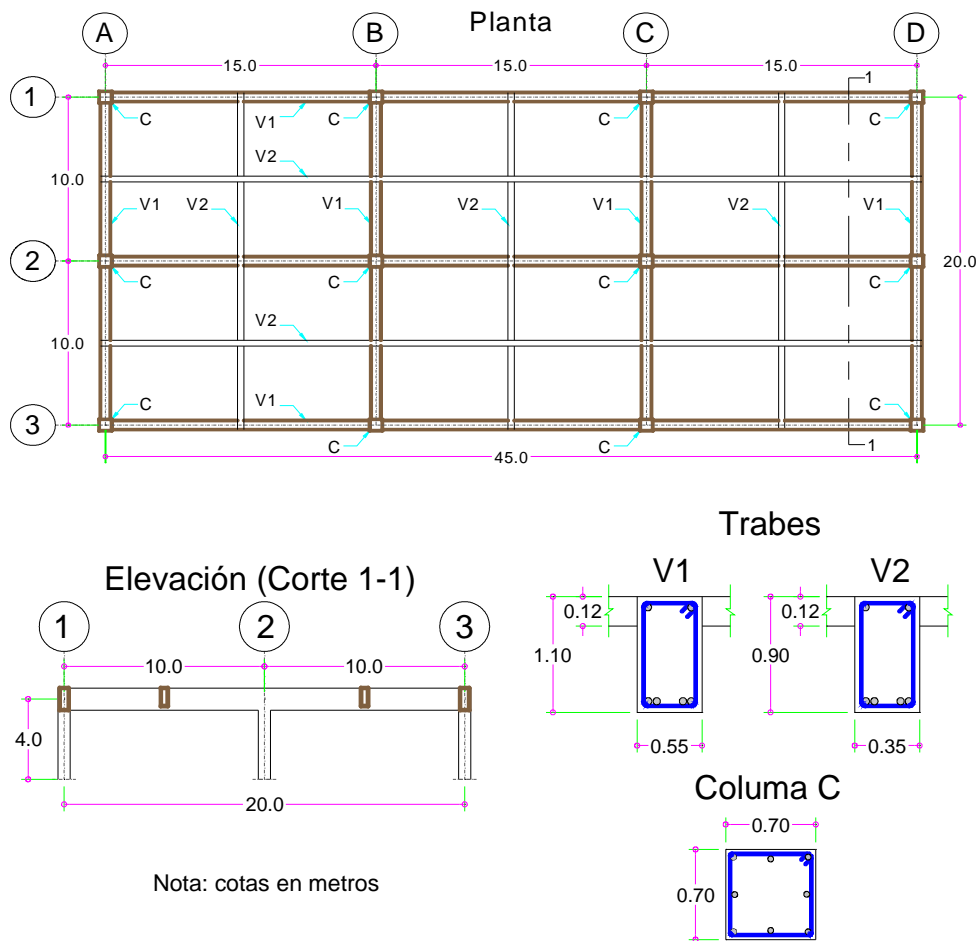 Planta
A B C D
15.0 15.0 15.0
1
1
C V1 C C C
V2
10.0
V1 V2 V1 V2 V1 V2 V1
2
20.0
C C C C
10.0
V2
C V1 C
3
C C 1
45.0
Elevación (Corte 1-1)
1 2 3
10.0 10.0
4.0
20.0
Nota: cotas en metros
Trabes
V1 V2
0.12 0.12
1.10 0.90
0.55 0.35
Columa C
0.70
0.70